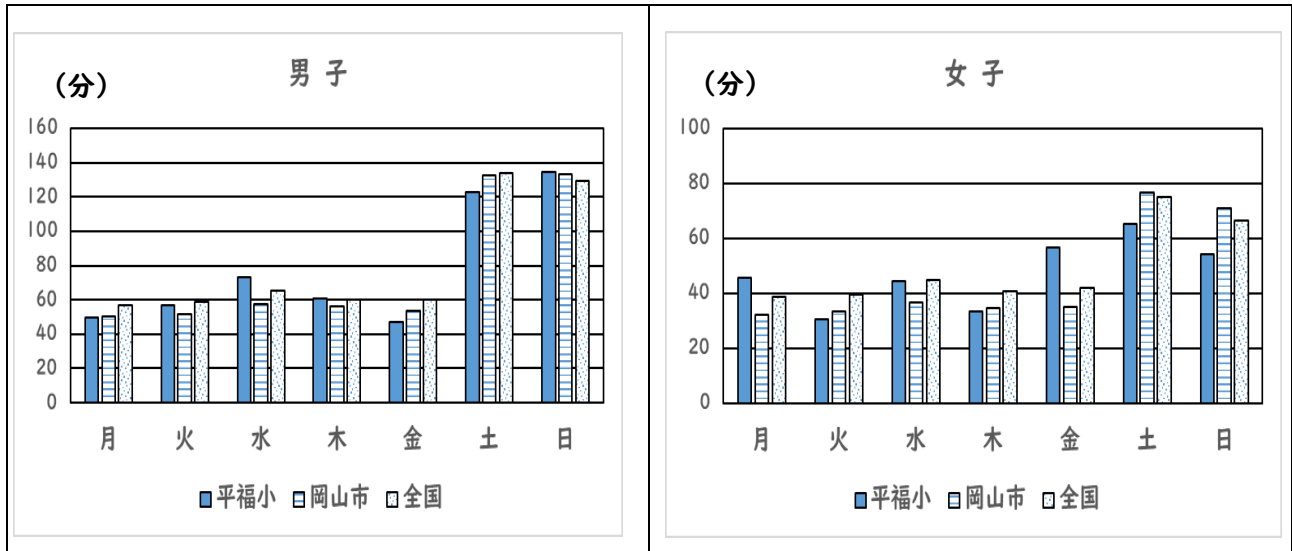 男 子
(分)
160
140
120
100
80
60
40
20
0
月 火 水 木 金 土 日
平福小 岡山市 全国
女 子
(分)
100
80
60
40
20
0
月 火 水 木 金 土 日
平福小 岡山市 全国